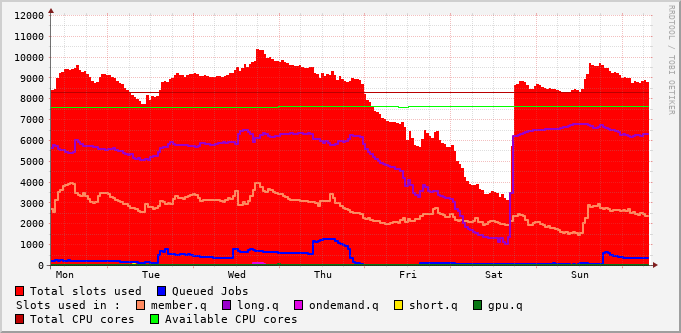 12000
11000
10000
9000
8000
7000
6000
5000
4000
3000
2000
1000
0
Mon Tue Wed Thu Fri Sat Sun
RRDTOOL / TOBI OETIKER
Total slots used Queued Jobs
Slots used in : member.q long.q ondemand.q short.q gpu.q
Total CPU cores Available CPU cores